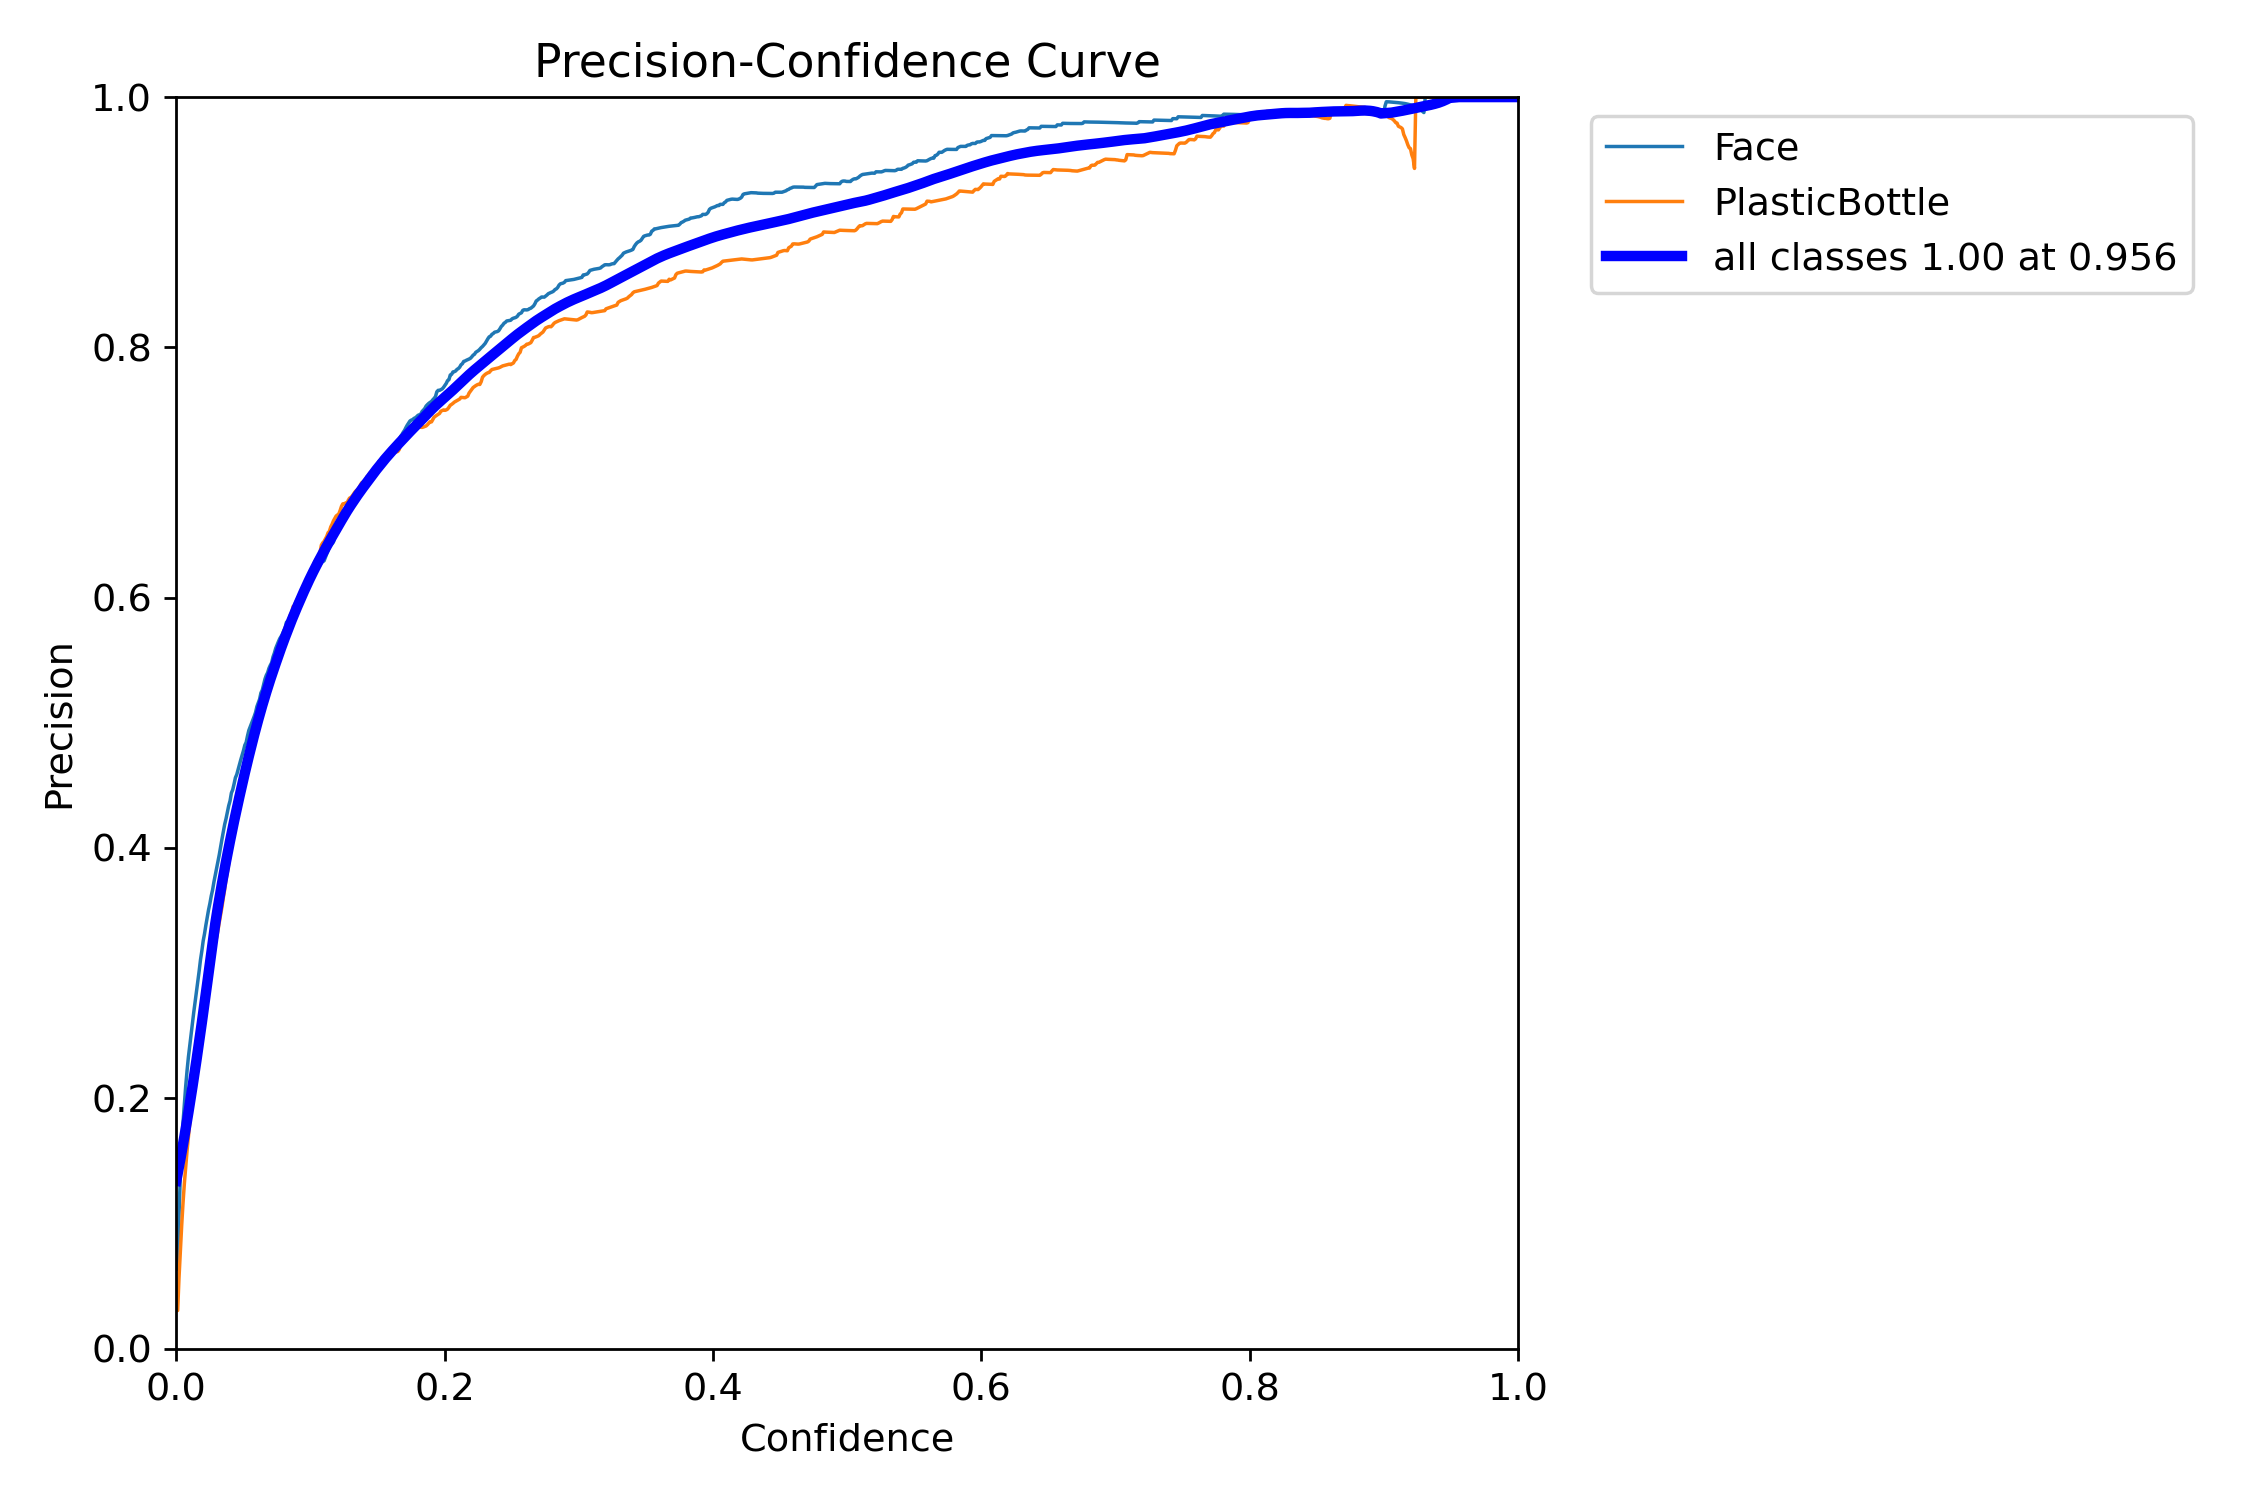 Precision-Confidence Curve
1.0
0.8
0.6
0.4
0.2
0.0
Precision
0.0 0.2 0.4 0.6 0.8 1.0
Confidence
Face
PlasticBottle
all classes 1.00 at 0.956